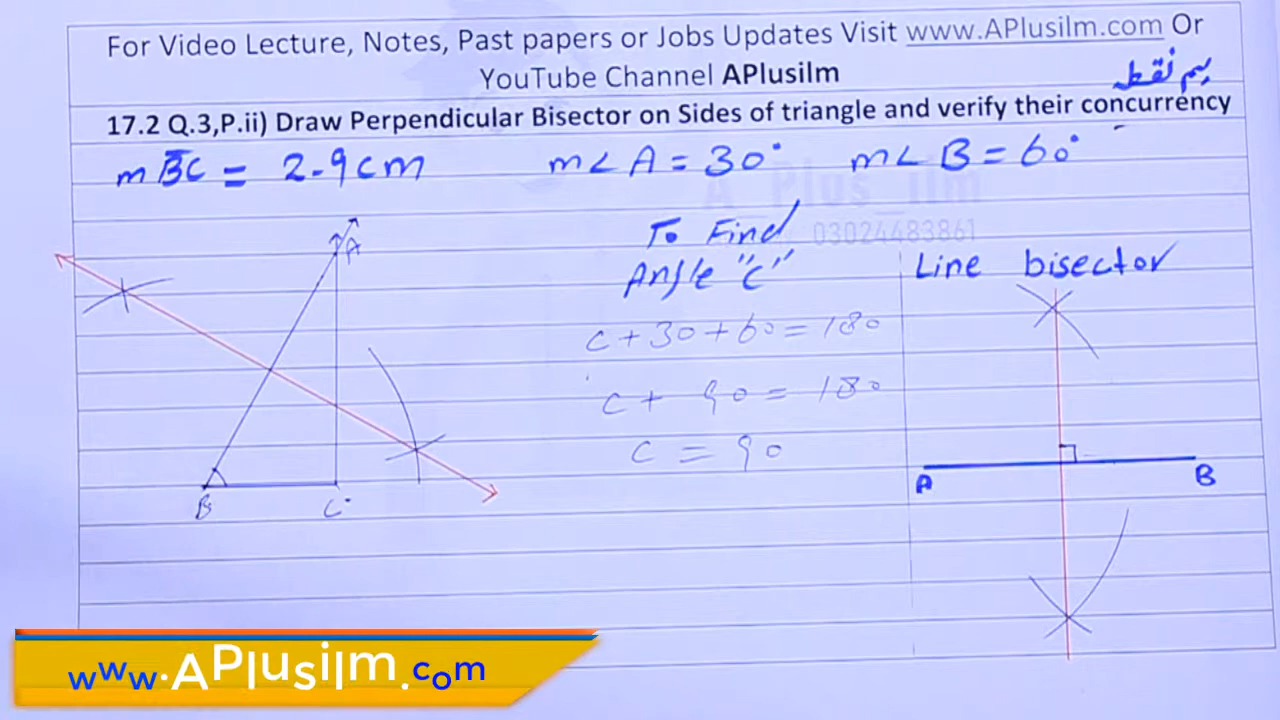 For Video Lecture, Notes, Past papers or Jobs Updates Visit www.APlusilm.com Or
YouTube Channel APlusilm
ہم نقطہ
17.2 Q.3,P.ii) Draw Perpendicular Bisector on Sides of triangle and verify their concurrency
mBC = 2.9cm m∠A = 30° m∠B = 60°
A Plus ilm
03024483861
To Find
Angle "C"
C + 30 + 60 = 180
C + 90 = 180
C = 90
A
B
C
Line bisector
A
B
www.APlusilm.com